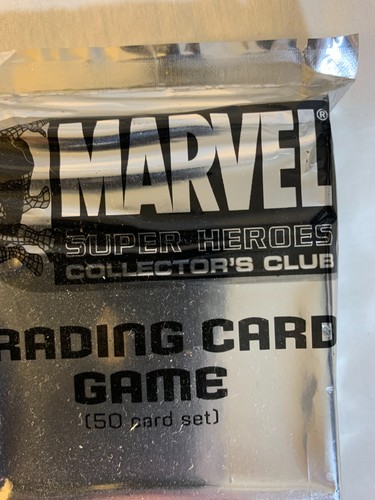 MARVEL®
SUPER HEROES
COLLECTOR'S CLUB
RADING CARD
GAME
(50 card set)